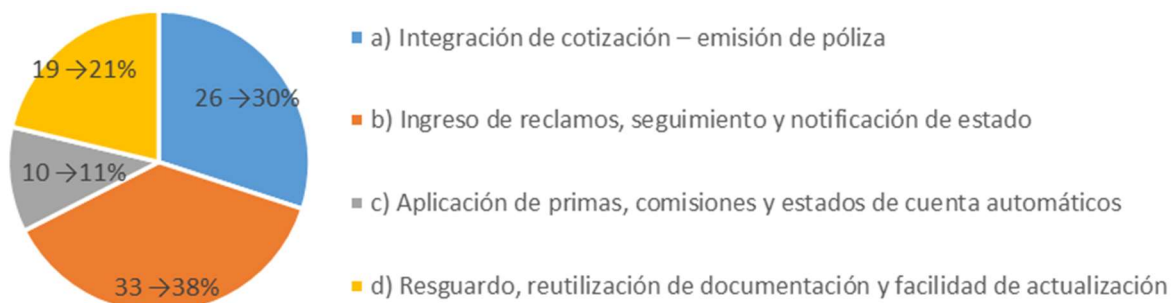 19 →21%
26 →30%
10 →11%
33 →38%
a) Integración de cotización – emisión de póliza
b) Ingreso de reclamos, seguimiento y notificación de estado
c) Aplicación de primas, comisiones y estados de cuenta automáticos
d) Resguardo, reutilización de documentación y facilidad de actualización